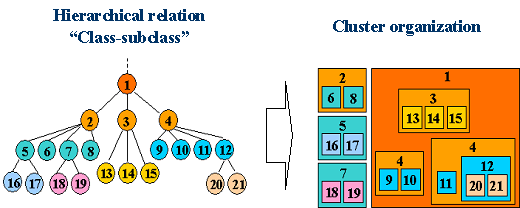 Hierarchical relation
“Class-subclass”
Cluster organization
1
2 3 4
5 6 7 8 9 10 11 12
13 14 15
16 17 18 19 20 21
2
6 8
5
16 17
7
18 19
1
3
13 14 15
4
9 10
4
11
12
20 21